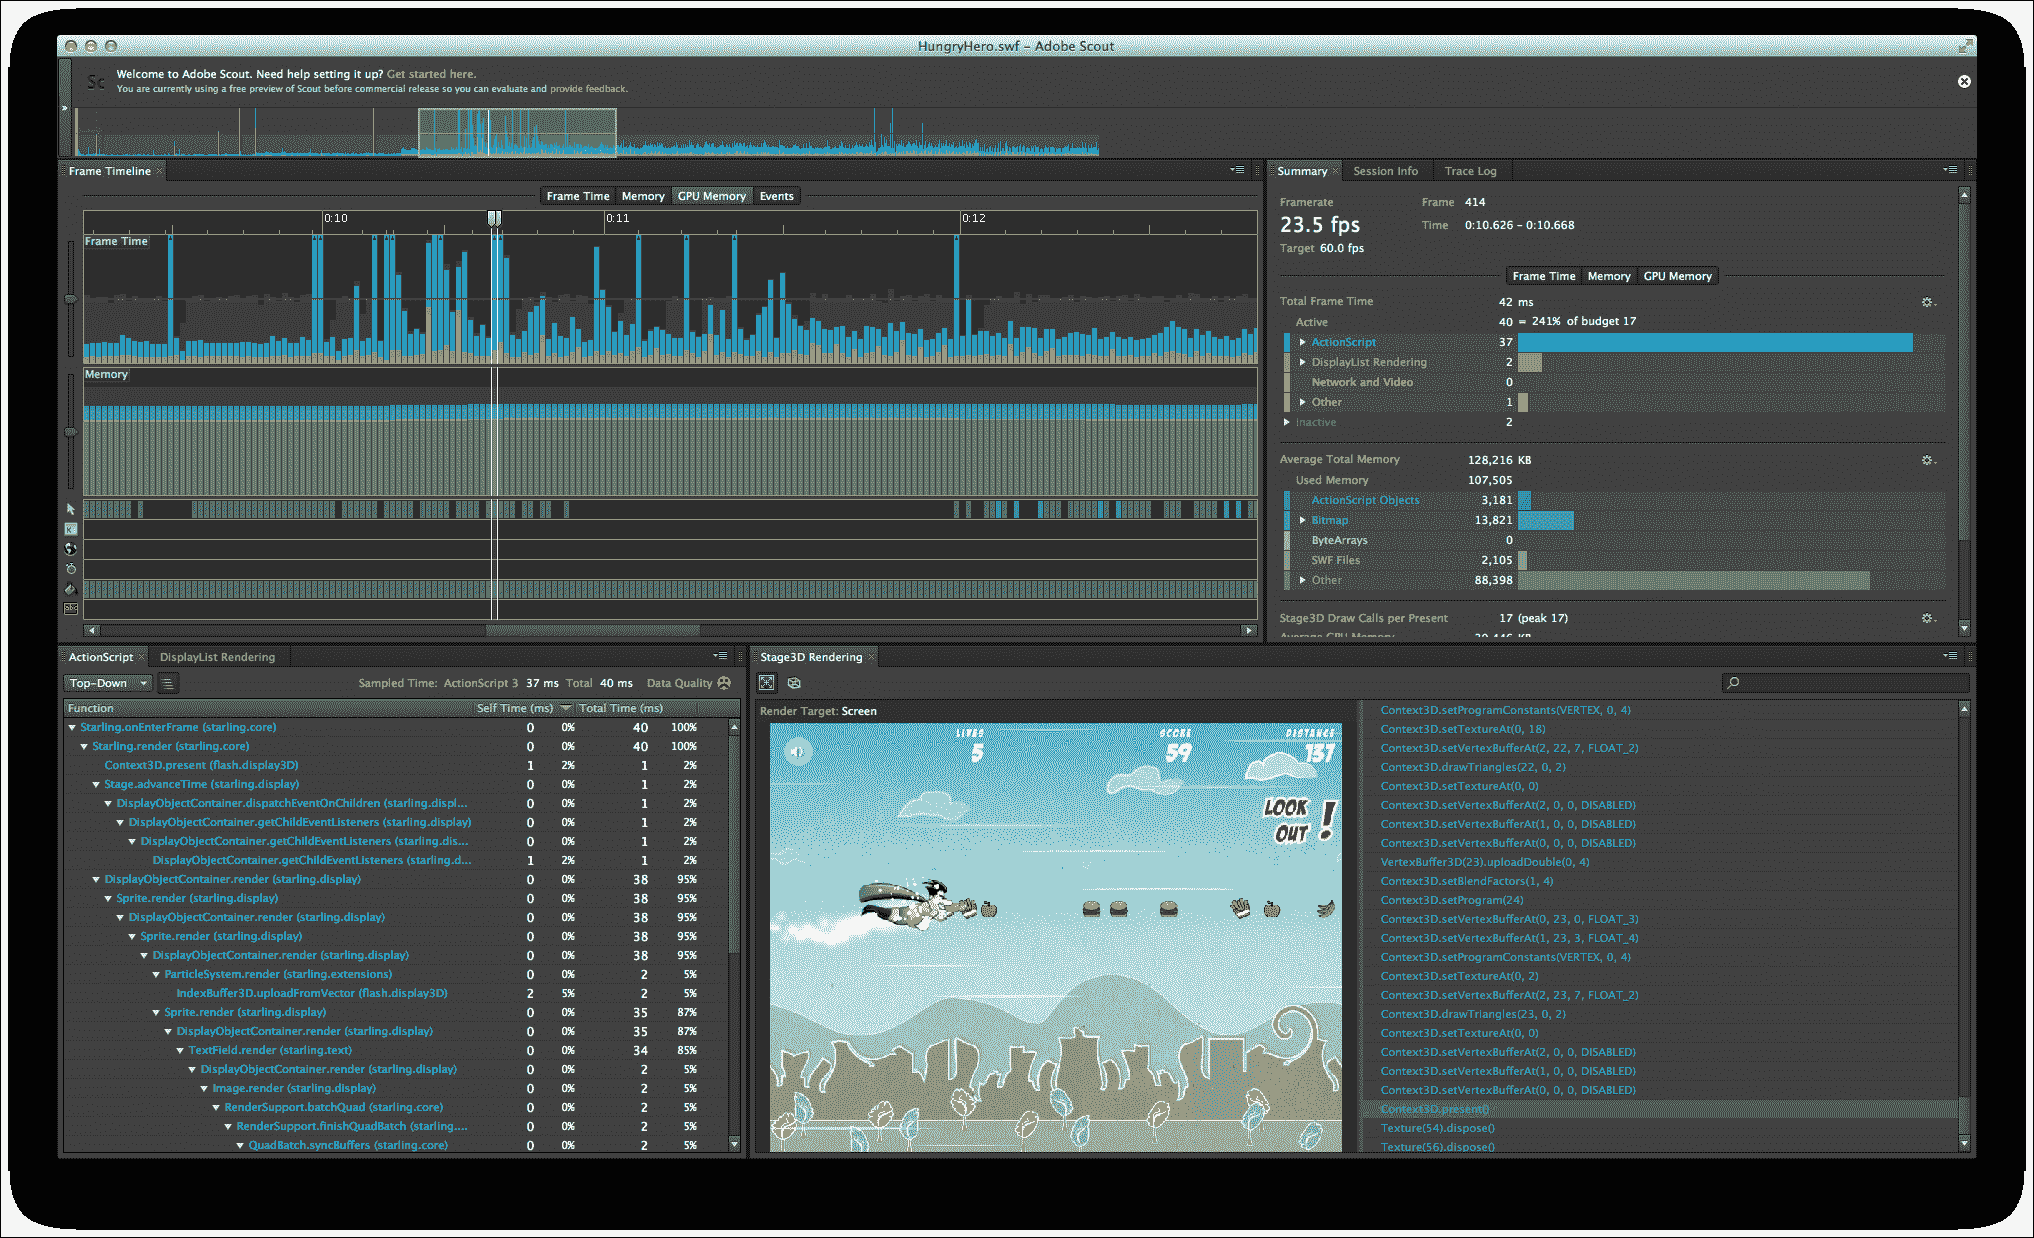 HungryHero.swf – Adobe Scout
Sc
Welcome to Adobe Scout. Need help setting it up? Get started here.
You are currently using a free preview of Scout before commercial release so you can evaluate and provide feedback.
Frame Timeline
Frame Time Memory GPU Memory Events
0:10 0:11 0:12
Frame Time
Memory
Summary Session Info Trace Log
Framerate Frame 414
23.5 fps Time 0:10.626 – 0:10.668
Target 60.0 fps
Frame Time Memory GPU Memory
Total Frame Time 42 ms
Active 40 = 241% of budget 17
ActionScript 37
DisplayList Rendering 2
Network and Video 0
Other 1
Inactive 2
Average Total Memory 128,216 KB
Used Memory 107,505
ActionScript Objects 3,181
Bitmap 13,821
ByteArrays 0
SWF Files 2,105
Other 88,398
Stage3D Draw Calls per Present 17 (peak 17)
ActionScript DisplayList Rendering
Top-Down Sampled Time: ActionScript 3 37 ms Total 40 ms Data Quality
Function Self Time (ms) Total Time (ms)
Starling.onEnterFrame (starling.core) 0 0% 40 100%
Starling.render (starling.core) 0 0% 40 100%
Context3D.present (flash.display3D) 1 2% 1 2%
Stage.advanceTime (starling.display) 0 0% 1 2%
DisplayObjectContainer.dispatchEventOnChildren (starling.displ... 0 0% 1 2%
DisplayObjectContainer.getChildEventListeners (starling.display) 0 0% 1 2%
DisplayObjectContainer.getChildEventListeners (starling.dis... 0 0% 1 2%
DisplayObjectContainer.getChildEventListeners (starling.d... 1 2% 1 2%
DisplayObjectContainer.render (starling.display) 0 0% 38 95%
Sprite.render (starling.display) 0 0% 38 95%
DisplayObjectContainer.render (starling.display) 0 0% 38 95%
Sprite.render (starling.display) 0 0% 38 95%
DisplayObjectContainer.render (starling.display) 0 0% 38 95%
ParticleSystem.render (starling.extensions) 0 0% 2 5%
IndexBuffer3D.uploadFromVector (flash.display3D) 2 5% 2 5%
Sprite.render (starling.display) 0 0% 35 87%
DisplayObjectContainer.render (starling.display) 0 0% 35 87%
TextField.render (starling.text) 0 0% 34 85%
DisplayObjectContainer.render (starling.display) 0 0% 2 5%
Image.render (starling.display) 0 0% 2 5%
RenderSupport.batchQuad (starling.core) 0 0% 2 5%
RenderSupport.finishQuadBatch (starling.... 0 0% 2 5%
QuadBatch.syncBuffers (starling.core) 0 0% 2 5%
Stage3D Rendering
Render Target: Screen
LIVES SCORE DISTANCE
5 59 137
LOOK
OUT !
Context3D.setProgramConstants(VERTEX, 0, 4)
Context3D.setTextureAt(0, 18)
Context3D.setVertexBufferAt(2, 22, 7, FLOAT_2)
Context3D.drawTriangles(22, 0, 2)
Context3D.setTextureAt(0, 0)
Context3D.setVertexBufferAt(2, 0, 0, DISABLED)
Context3D.setVertexBufferAt(1, 0, 0, DISABLED)
Context3D.setVertexBufferAt(0, 0, 0, DISABLED)
VertexBuffer3D(23).uploadDouble(0, 4)
Context3D.setBlendFactors(1, 4)
Context3D.setProgram(24)
Context3D.setVertexBufferAt(0, 23, 0, FLOAT_3)
Context3D.setVertexBufferAt(1, 23, 3, FLOAT_4)
Context3D.setProgramConstants(VERTEX, 0, 4)
Context3D.setTextureAt(0, 2)
Context3D.setVertexBufferAt(2, 23, 7, FLOAT_2)
Context3D.drawTriangles(23, 0, 2)
Context3D.setTextureAt(0, 0)
Context3D.setVertexBufferAt(2, 0, 0, DISABLED)
Context3D.setVertexBufferAt(1, 0, 0, DISABLED)
Context3D.setVertexBufferAt(0, 0, 0, DISABLED)
Context3D.present()
Texture(54).dispose()
Texture(56).dispose()